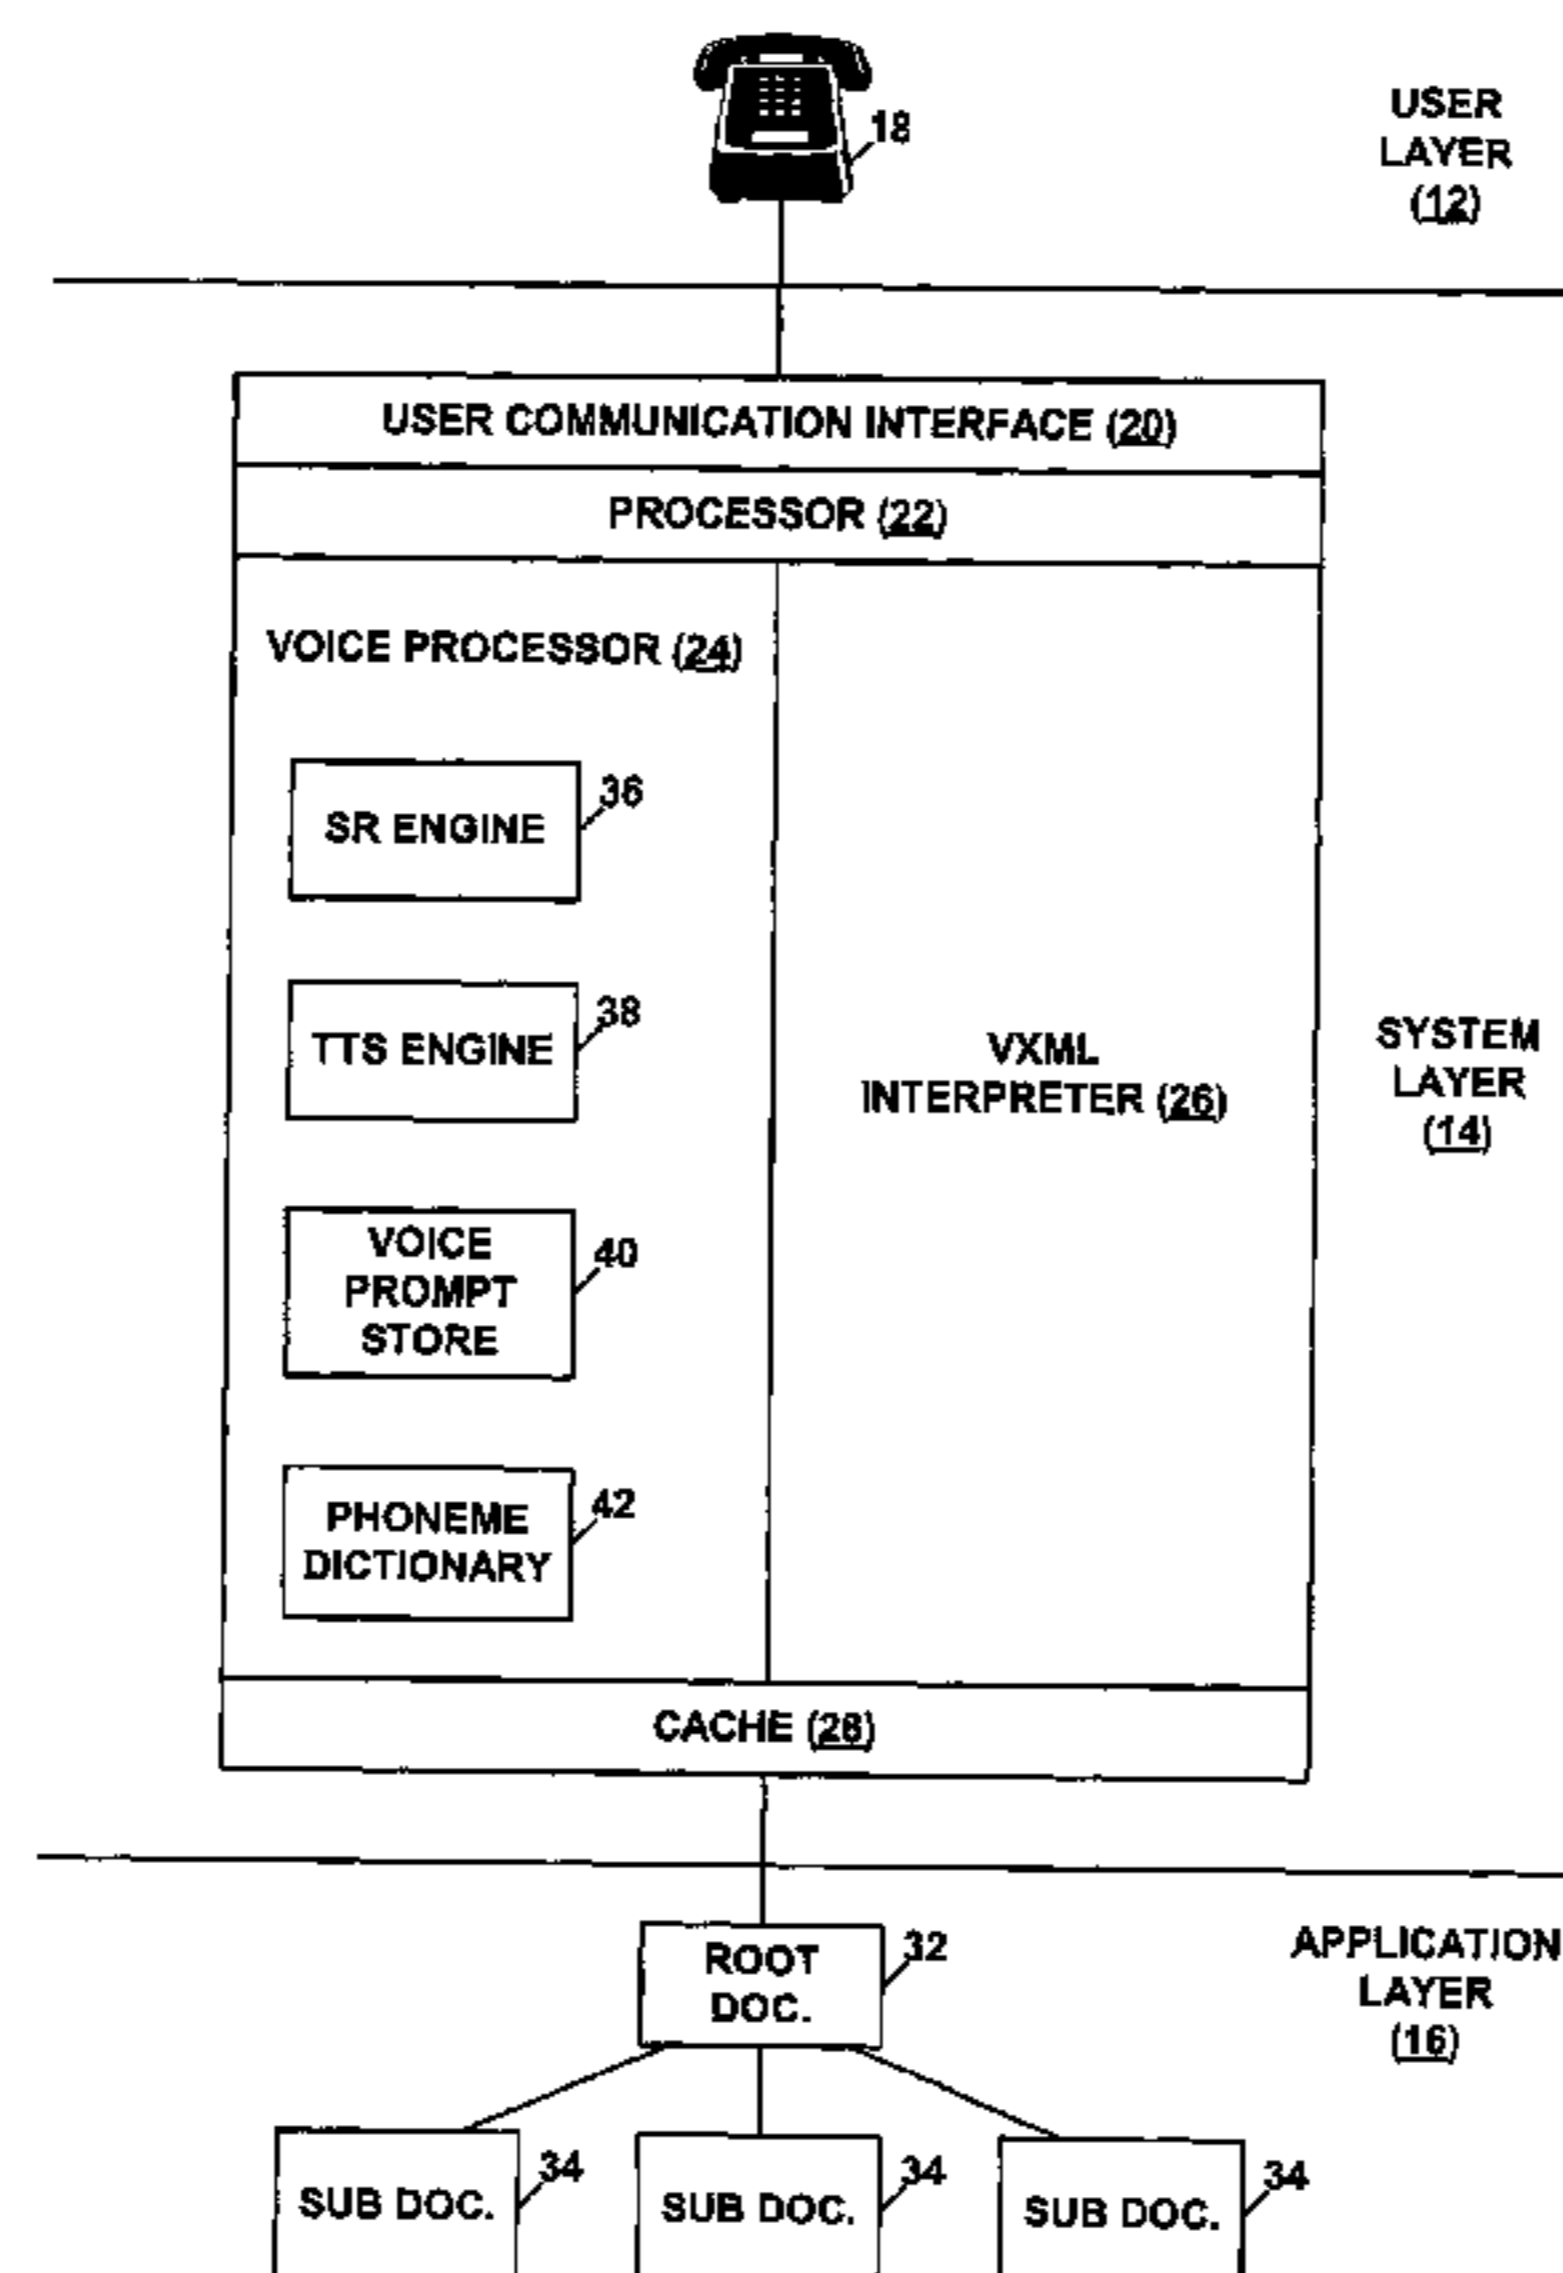 18
USER
LAYER
(12)
USER COMMUNICATION INTERFACE (20)
PROCESSOR (22)
VOICE PROCESSOR (24)
SR ENGINE
36
TTS ENGINE
38
VOICE
PROMPT
STORE
40
PHONEME
DICTIONARY
42
VXML
INTERPRETER (26)
SYSTEM
LAYER
(14)
CACHE (28)
ROOT
DOC.
32
APPLICATION
LAYER
(16)
SUB DOC.
34
SUB DOC.
34
SUB DOC.
34